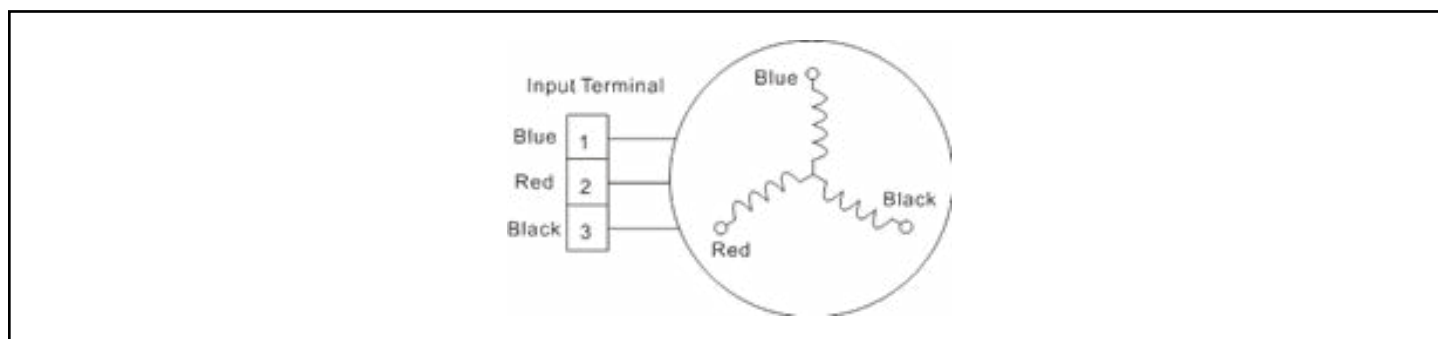 Input Terminal
Blue 1
Red 2
Black 3
Blue
Black
Red